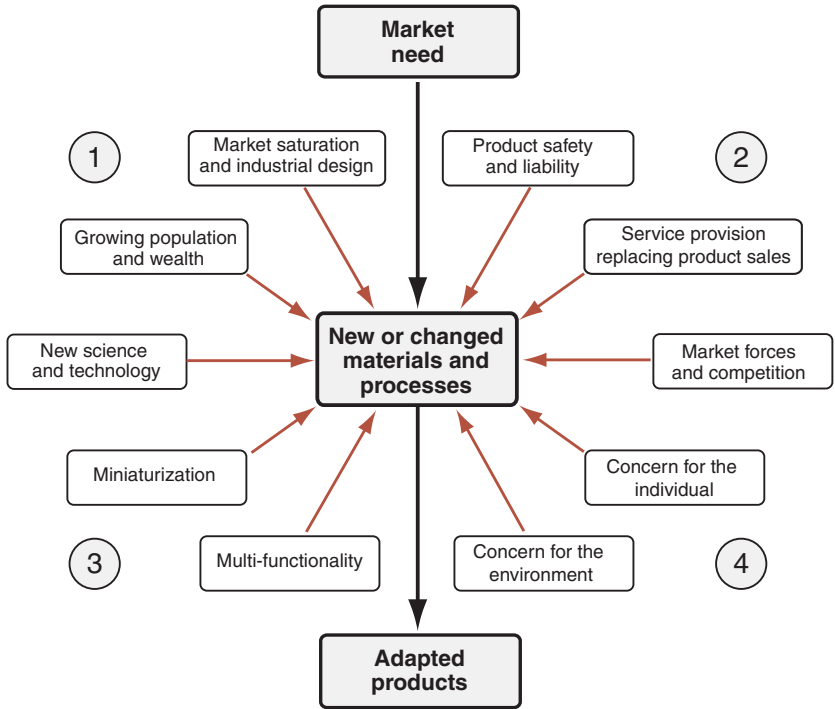 Market
need
1
Market saturation
and industrial design
Product safety
and liability
2
Growing population
and wealth
Service provision
replacing product sales
New science
and technology
New or changed
materials and
processes
Market forces
and competition
Miniaturization
Concern for the
individual
3
Multi-functionality
Concern for the
environment
4
Adapted
products